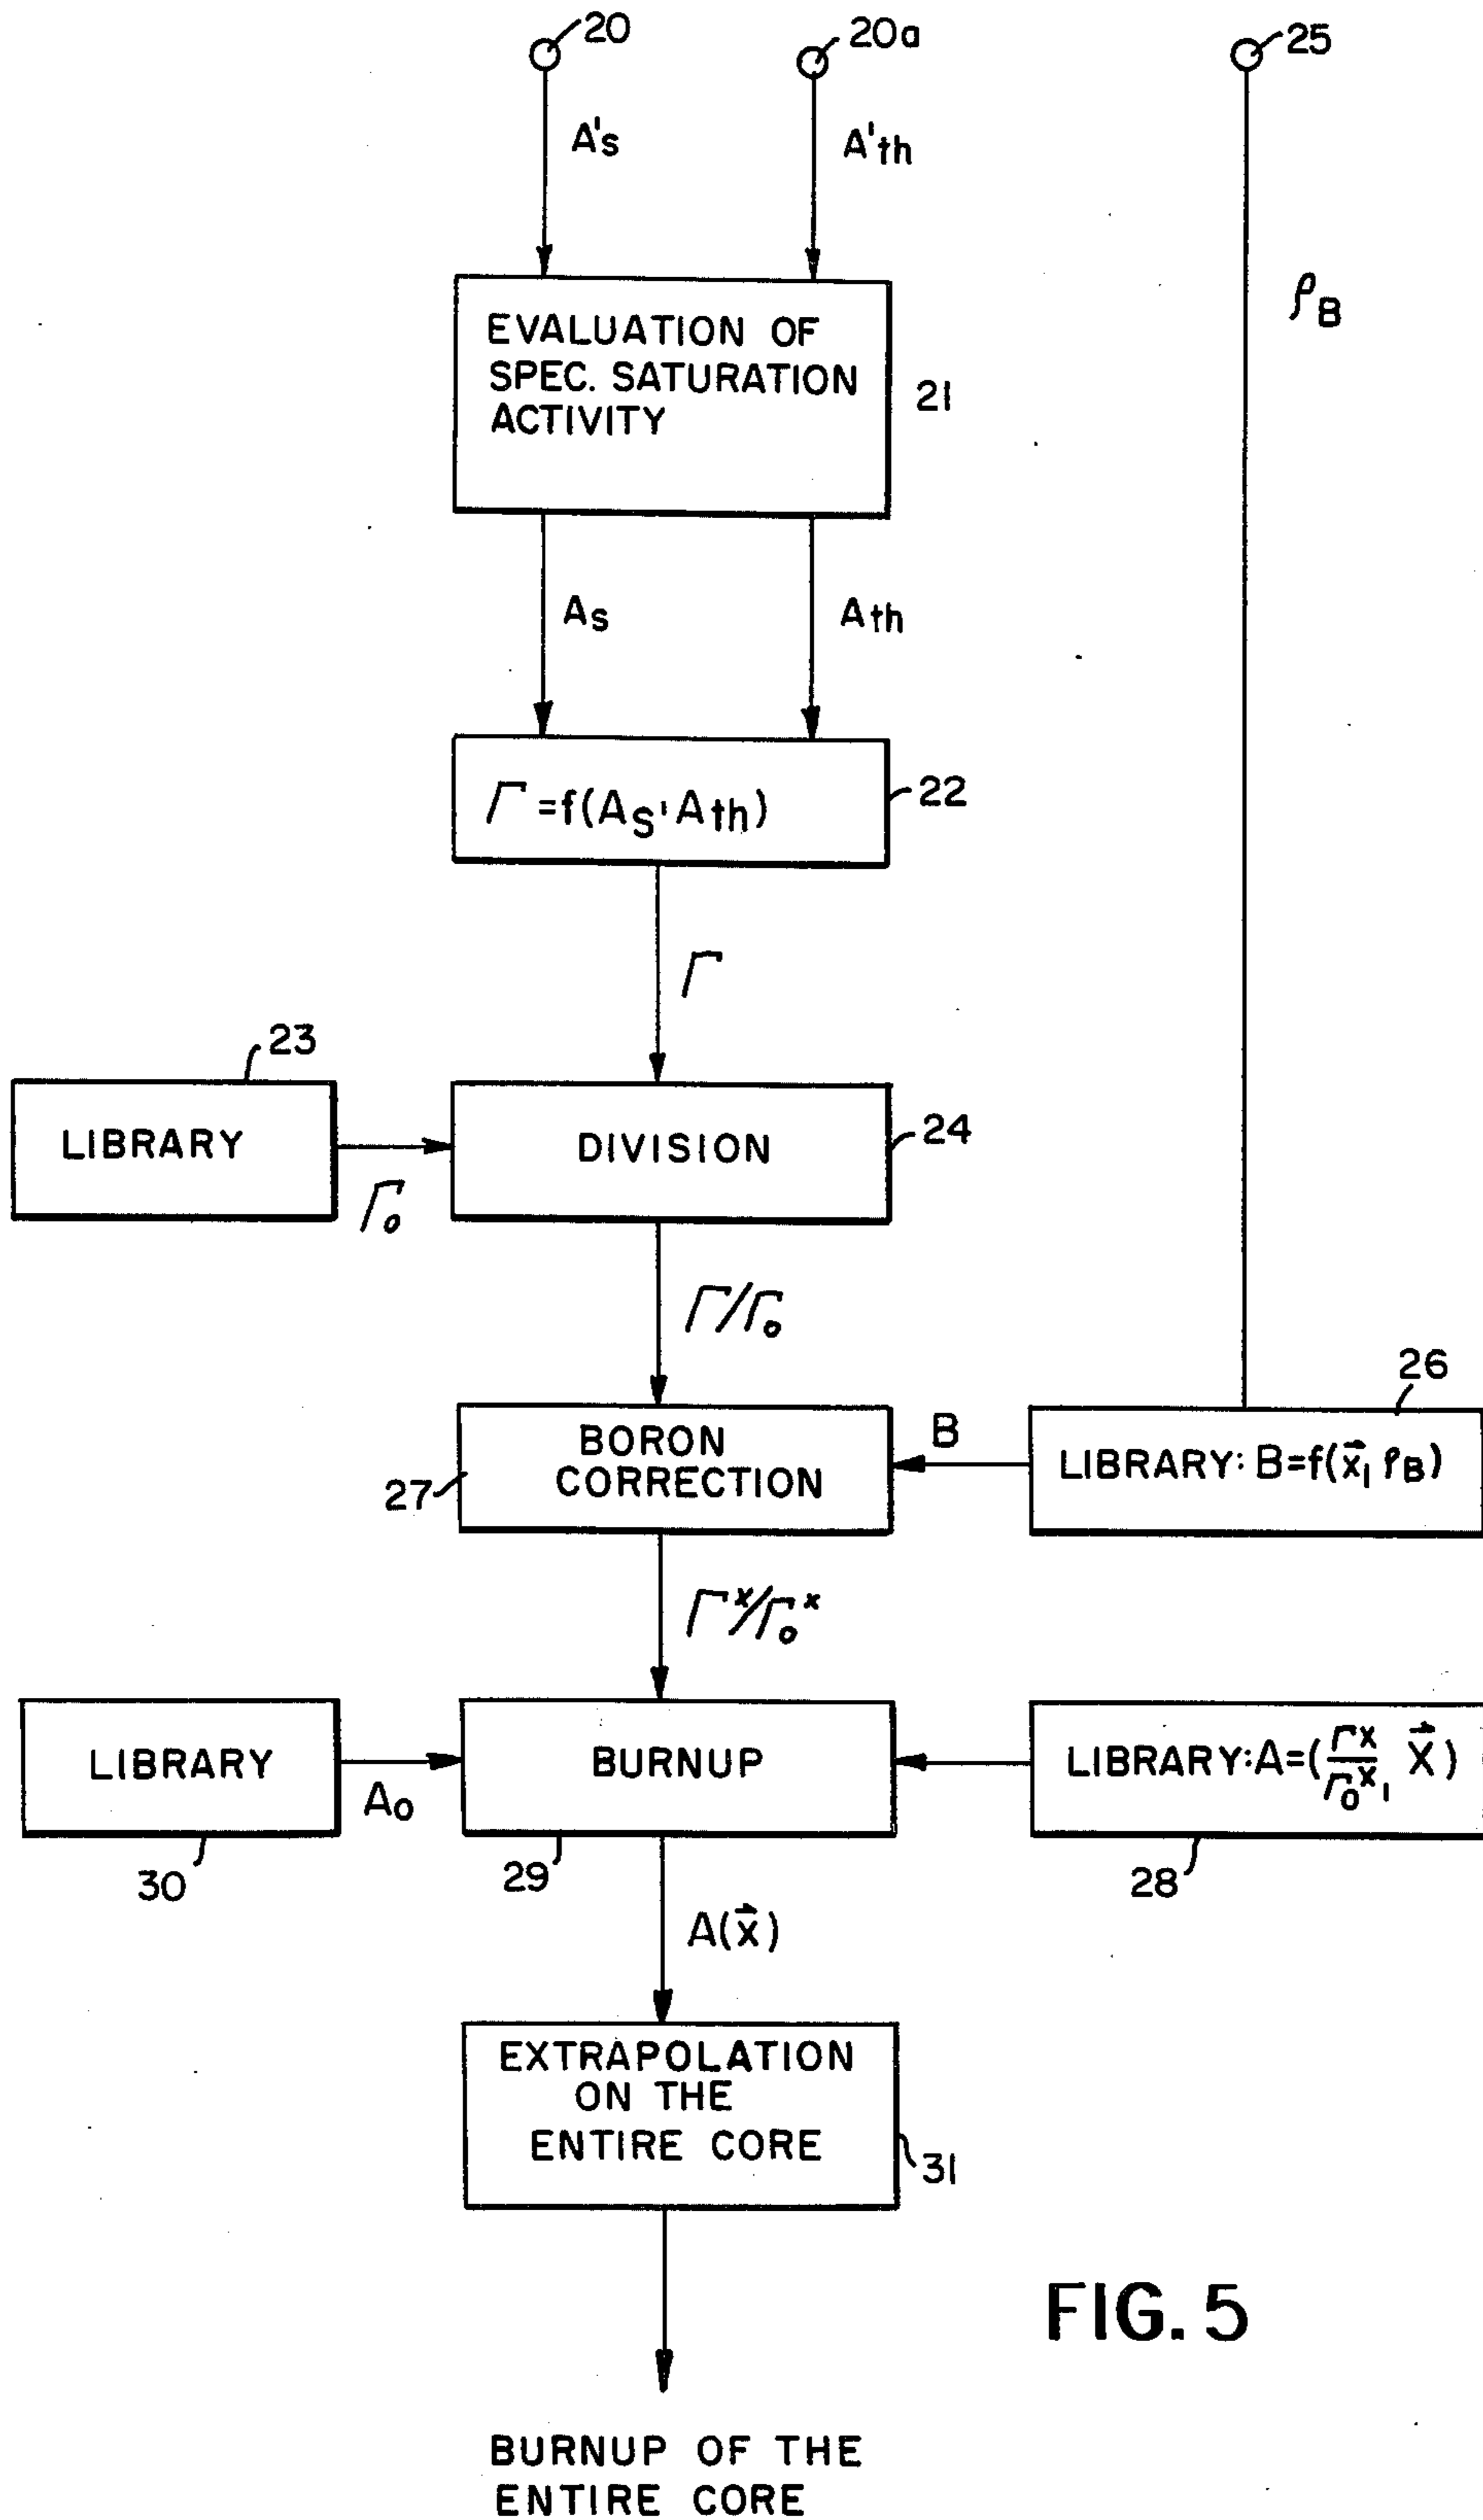 20
20a
25
A's
A'th
ρB
EVALUATION OF
SPEC. SATURATION
ACTIVITY
21
As
Ath
Γ=f(As, Ath)
22
Γ
23
LIBRARY
Γo
DIVISION
24
Γ/Γo
26
BORON
CORRECTION
27
B
LIBRARY: B=f(x⃗, ρB)
Γˣ/Γoˣ
LIBRARY
Ao
30
BURNUP
29
LIBRARY: A=(Γˣ/Γoˣ, X⃗)
28
A(x⃗)
EXTRAPOLATION
ON THE
ENTIRE CORE
31
FIG. 5
BURNUP OF THE
ENTIRE CORE